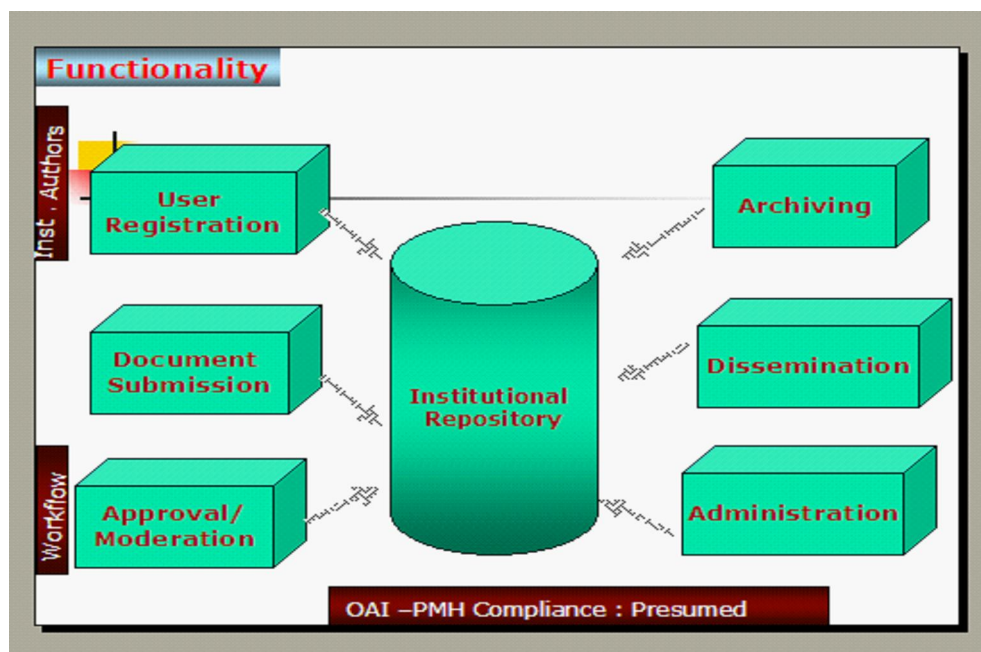 Functionality
Inst . Authors
User
Registration
Archiving
Document
Submission
Institutional
Repository
Dissemination
Workflow
Approval/
Moderation
Administration
OAI –PMH Compliance : Presumed